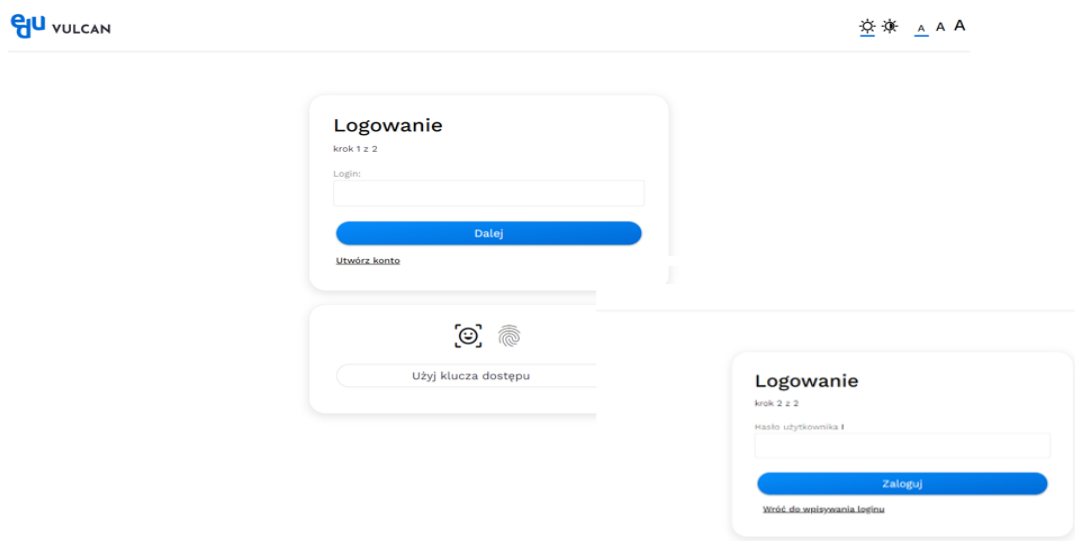 edu VULCAN
A A A
Logowanie
krok 1 z 2
Login:
Dalej
Utwórz konto
Użyj klucza dostępu
Logowanie
krok 2 z 2
Hasło użytkownika
Zaloguj
Wróć do wpisywania loginu